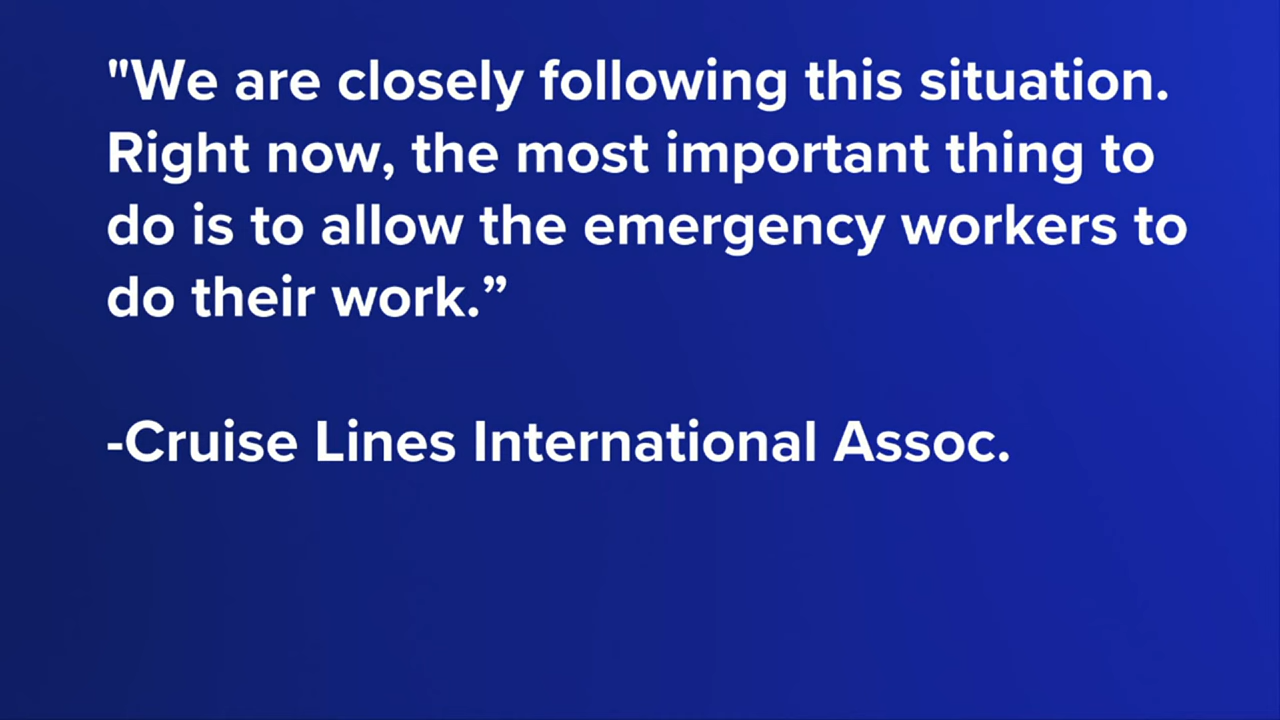 "We are closely following this situation.
Right now, the most important thing to
do is to allow the emergency workers to
do their work.”
-Cruise Lines International Assoc.